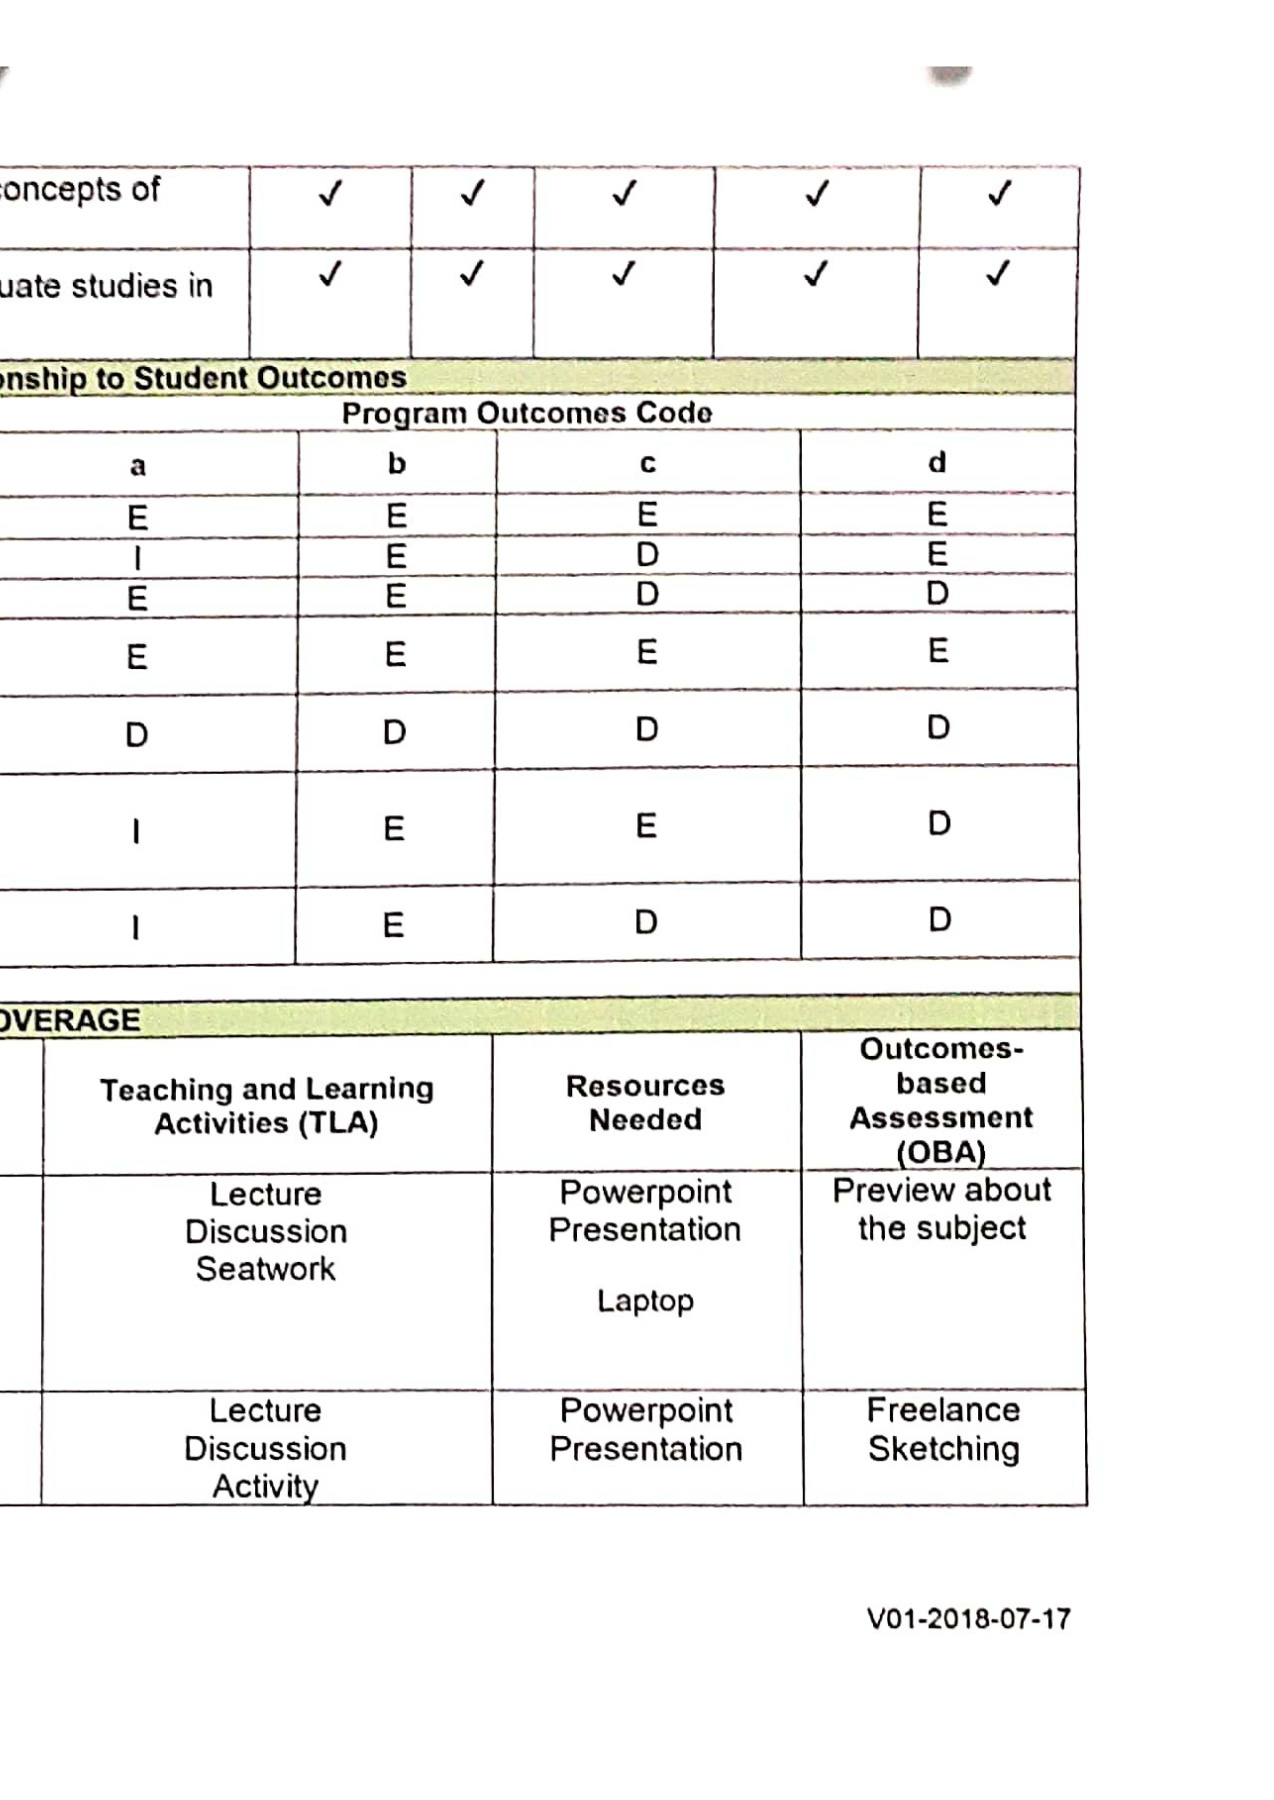 oncepts of ✓ ✓ ✓ ✓ ✓
uate studies in ✓ ✓ ✓ ✓ ✓
onship to Student Outcomes
Program Outcomes Code
a b c d
E E E E
I E D E
E E D D
E E E E
D D D D
I E E D
I E D D
OVERAGE
Teaching and Learning
Activities (TLA)
Resources
Needed
Outcomes-
based
Assessment
(OBA)
Lecture
Discussion
Seatwork
Powerpoint
Presentation
Laptop
Preview about
the subject
Lecture
Discussion
Activity
Powerpoint
Presentation
Freelance
Sketching
V01-2018-07-17